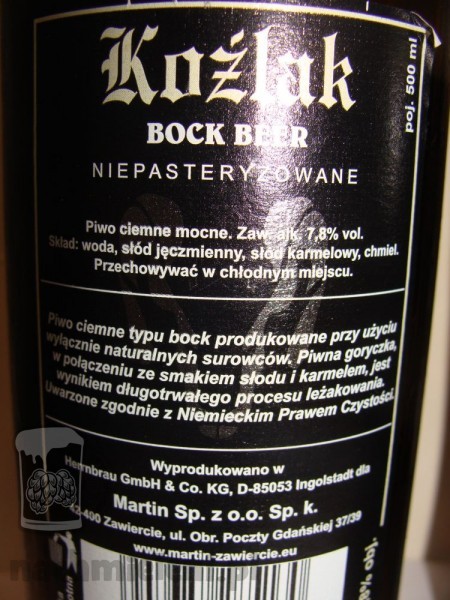 Koźlak
BOCK BEER
NIEPASTERYZOWANE
poj. 500 ml
Piwo ciemne mocne. Zaw. alk. 7,8% vol.
Skład: woda, słód jęczmienny, słód karmelowy, chmiel.
Przechowywać w chłodnym miejscu.
Piwo ciemne typu bock produkowane przy użyciu
wyłącznie naturalnych surowców. Piwna goryczka,
w połączeniu ze smakiem słodu i karmelem, jest
wynikiem długotrwałego procesu leżakowania.
Uwarzone zgodnie z Niemieckim Prawem Czystości.
Wyprodukowano w
Herrnbrau GmbH & Co. KG, D-85053 Ingolstadt dla
Martin Sp. z o.o. Sp. k.
42-400 Zawiercie, ul. Obr. Poczty Gdańskiej 37/39
www.martin-zawiercie.eu
obj.